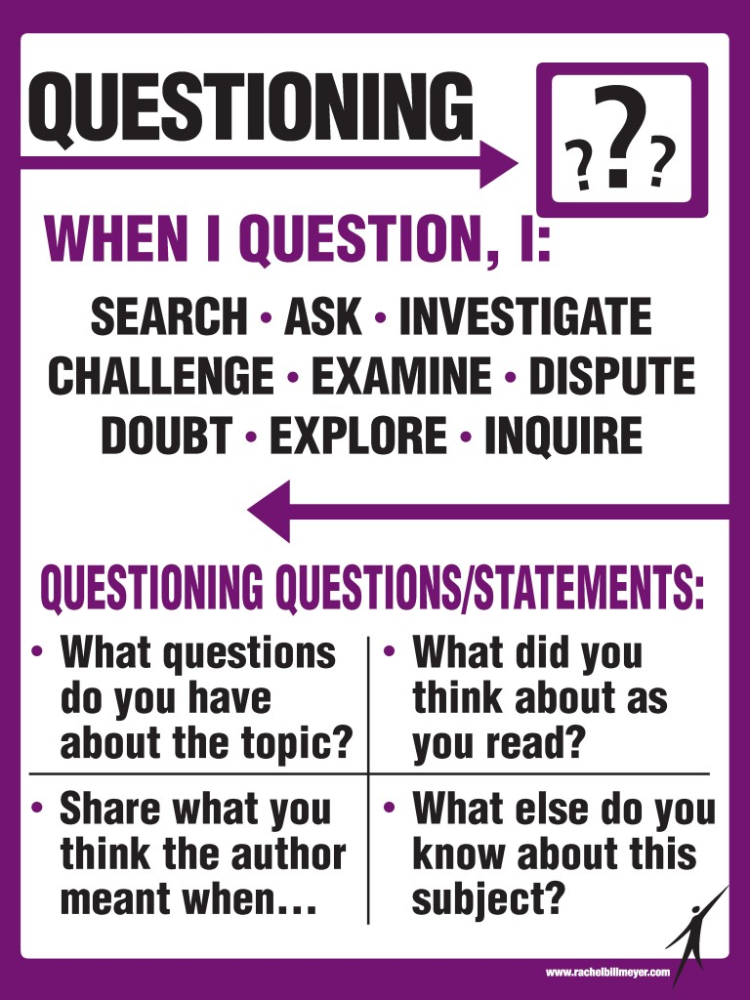 QUESTIONING
? ? ?
WHEN I QUESTION, I:
SEARCH • ASK • INVESTIGATE
CHALLENGE • EXAMINE • DISPUTE
DOUBT • EXPLORE • INQUIRE
QUESTIONING QUESTIONS/STATEMENTS:
• What questions
do you have
about the topic?
• What did you
think about as
you read?
• Share what you
think the author
meant when...
• What else do you
know about this
subject?
www.rachelbillmeyer.com